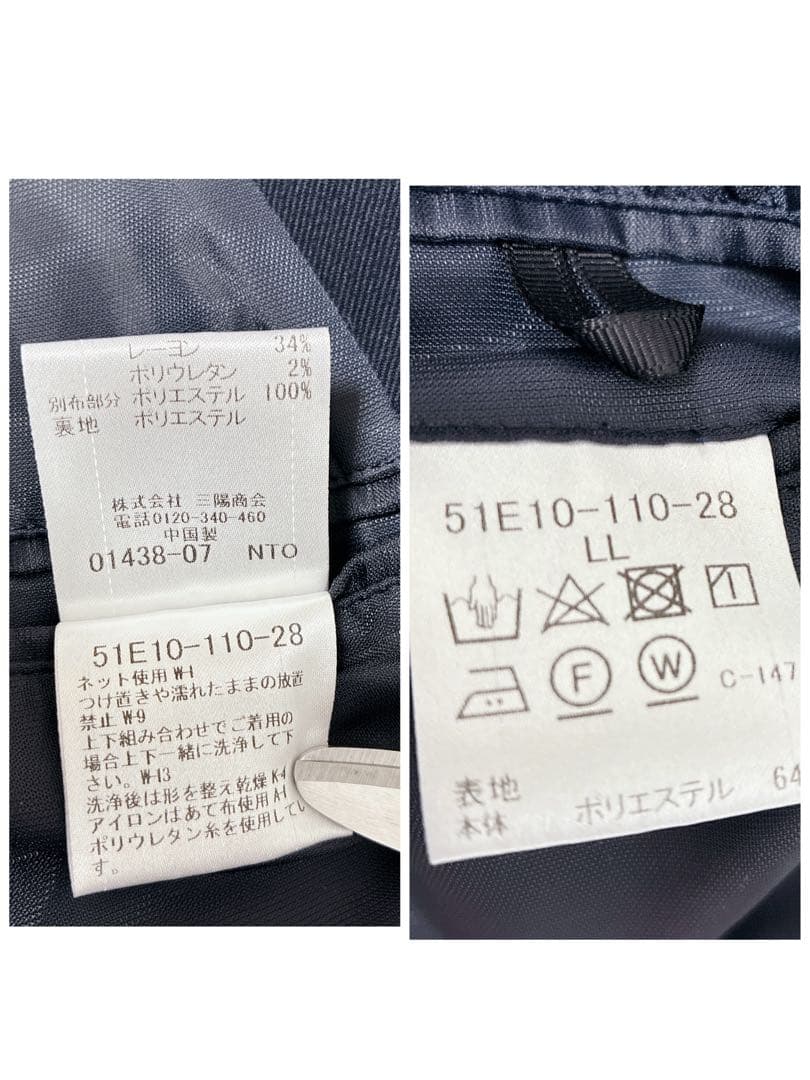 レーヨン 34%
ポリウレタン 2%
別布部分 ポリエステル 100%
裏地 ポリエステル
株式会社 三陽商会
電話0120-340-460
中国製
01438-07 NTO
51E10-110-28
ネット使用 W-1
つけ置きや濡れたままの放置
禁止 W-9
上下組み合わせでご着用の
場合上下一緒に洗浄して下
さい。W-13
洗浄後は形を整え乾燥 K-4
アイロンはあて布使用 A-1
ポリウレタン糸を使用してい
す。
51E10-110-28
LL
F
W
C-147
表地
本体 ポリエステル 64